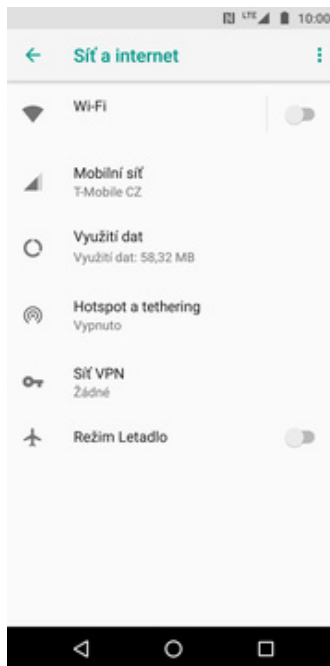 LTE 10:00
Síť a internet
Wi-Fi
Mobilní síť
T-Mobile CZ
Využití dat
Využití dat: 58,32 MB
Hotspot a tethering
Vypnuto
Síť VPN
Žádné
Režim Letadlo